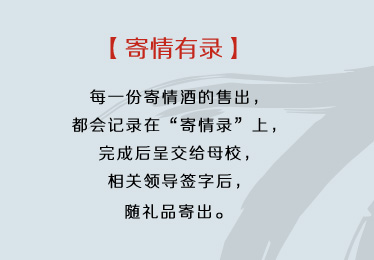 【寄情有录】
每一份寄情酒的售出，
都会记录在“寄情录”上，
完成后呈交给母校，
相关领导签字后，
随礼品寄出。